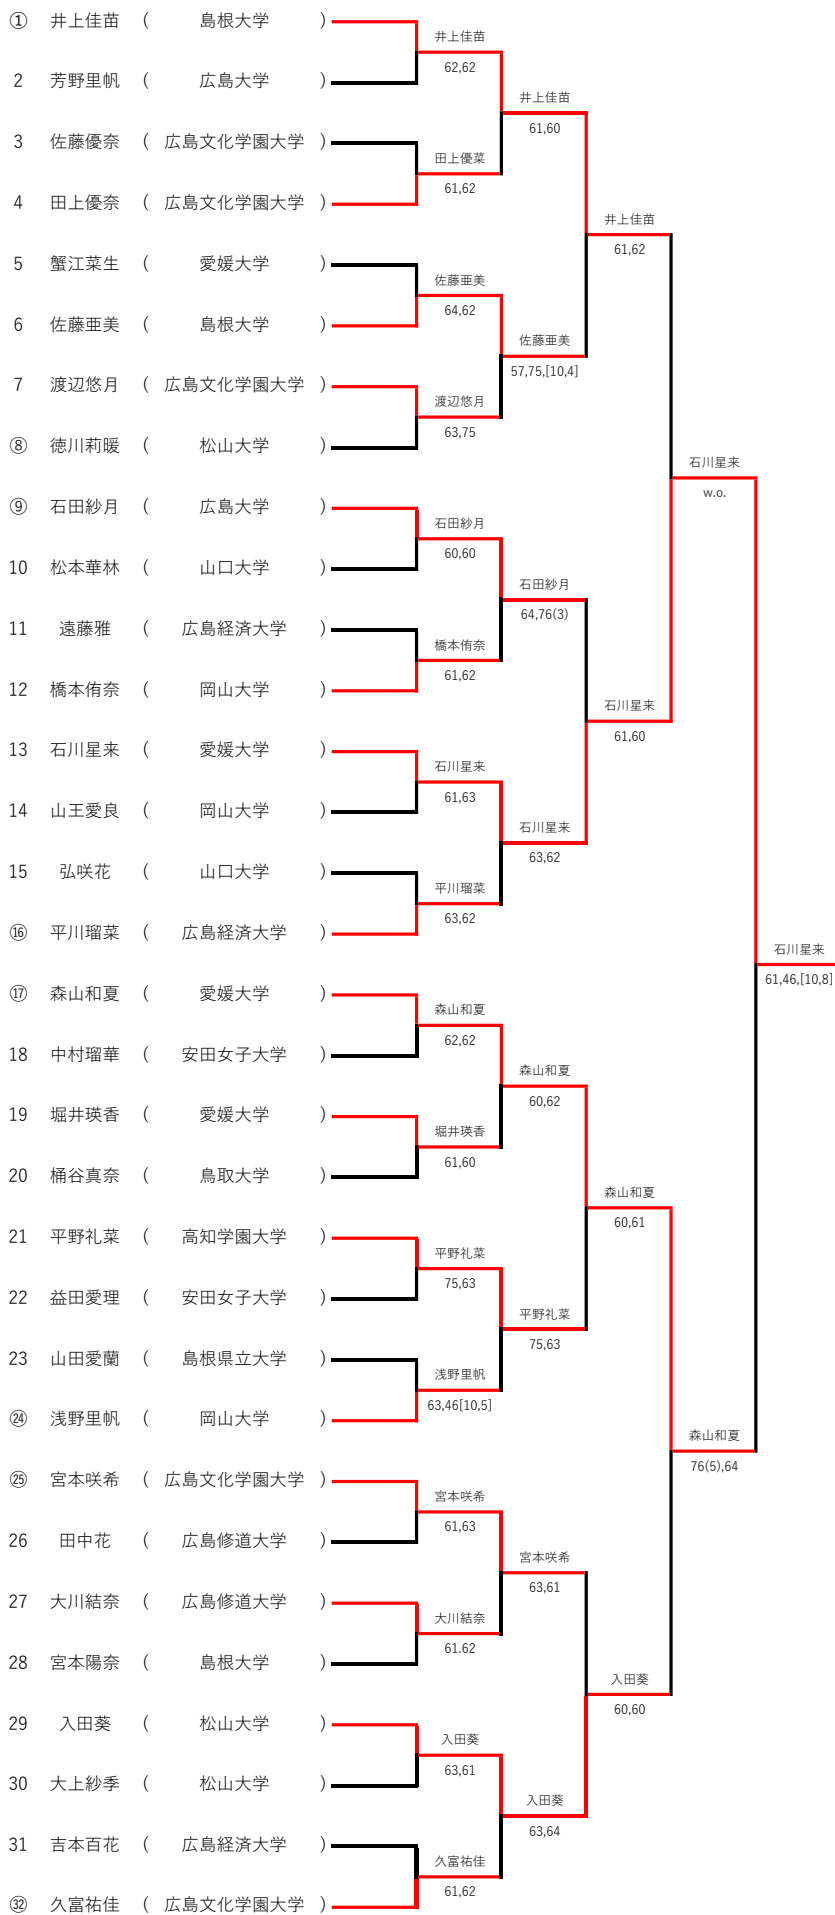 ① 井上佳苗 ( 島根大学 )
井上佳苗
62,62
2 芳野里帆 ( 広島大学 )
井上佳苗
61,60
3 佐藤優奈 ( 広島文化学園大学 )
田上優菜
61,62
4 田上優奈 ( 広島文化学園大学 )
井上佳苗
61,62
5 蟹江菜生 ( 愛媛大学 )
佐藤亜美
64,62
6 佐藤亜美 ( 島根大学 )
佐藤亜美
57,75,[10,4]
7 渡辺悠月 ( 広島文化学園大学 )
渡辺悠月
63,75
⑧ 徳川莉暖 ( 松山大学 )
石川星来
w.o.
⑨ 石田紗月 ( 広島大学 )
石田紗月
60,60
10 松本華林 ( 山口大学 )
石田紗月
64,76(3)
11 遠藤雅 ( 広島経済大学 )
橋本侑奈
61,62
12 橋本侑奈 ( 岡山大学 )
石川星来
61,60
13 石川星来 ( 愛媛大学 )
石川星来
61,63
14 山王愛良 ( 岡山大学 )
石川星来
63,62
15 弘咲花 ( 山口大学 )
平川瑠菜
63,62
⑯ 平川瑠菜 ( 広島経済大学 )
石川星来
61,46,[10,8]
⑰ 森山和夏 ( 愛媛大学 )
森山和夏
62,62
18 中村瑠華 ( 安田女子大学 )
森山和夏
60,62
19 堀井瑛香 ( 愛媛大学 )
堀井瑛香
61,60
20 桶谷真奈 ( 鳥取大学 )
森山和夏
60,61
21 平野礼菜 ( 高知学園大学 )
平野礼菜
75,63
22 益田愛理 ( 安田女子大学 )
平野礼菜
75,63
23 山田愛蘭 ( 島根県立大学 )
浅野里帆
63,46[10,5]
㉔ 浅野里帆 ( 岡山大学 )
森山和夏
76(5),64
㉕ 宮本咲希 ( 広島文化学園大学 )
宮本咲希
61,63
26 田中花 ( 広島修道大学 )
宮本咲希
63,61
27 大川結奈 ( 広島修道大学 )
大川結奈
61.62
28 宮本陽奈 ( 島根大学 )
入田葵
60,60
29 入田葵 ( 松山大学 )
入田葵
63,61
30 大上紗季 ( 松山大学 )
入田葵
63,64
31 吉本百花 ( 広島経済大学 )
久富祐佳
61,62
㉜ 久富祐佳 ( 広島文化学園大学 )